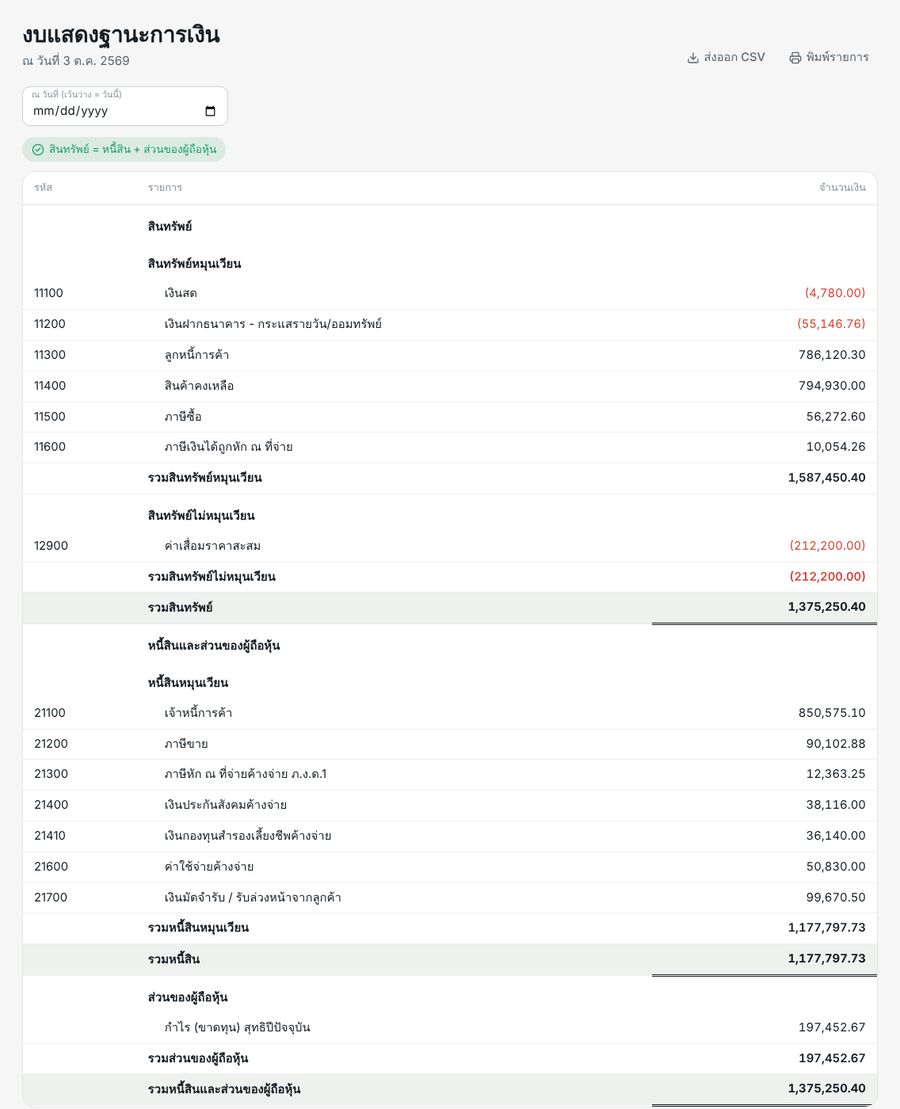 งบแสดงฐานะการเงิน
ณ วันที่ 3 ต.ค. 2569
ส่งออก CSV พิมพ์รายการ
ณ วันที่ (เว้นว่าง = วันนี้)
mm/dd/yyyy
สินทรัพย์ = หนี้สิน + ส่วนของผู้ถือหุ้น
รหัส รายการ จำนวนเงิน
สินทรัพย์
สินทรัพย์หมุนเวียน
11100 เงินสด (4,780.00)
11200 เงินฝากธนาคาร - กระแสรายวัน/ออมทรัพย์ (55,146.76)
11300 ลูกหนี้การค้า 786,120.30
11400 สินค้าคงเหลือ 794,930.00
11500 ภาษีซื้อ 56,272.60
11600 ภาษีเงินได้ถูกหัก ณ ที่จ่าย 10,054.26
รวมสินทรัพย์หมุนเวียน 1,587,450.40
สินทรัพย์ไม่หมุนเวียน
12900 ค่าเสื่อมราคาสะสม (212,200.00)
รวมสินทรัพย์ไม่หมุนเวียน (212,200.00)
รวมสินทรัพย์ 1,375,250.40
หนี้สินและส่วนของผู้ถือหุ้น
หนี้สินหมุนเวียน
21100 เจ้าหนี้การค้า 850,575.10
21200 ภาษีขาย 90,102.88
21300 ภาษีหัก ณ ที่จ่ายค้างจ่าย ภ.ง.ด.1 12,363.25
21400 เงินประกันสังคมค้างจ่าย 38,116.00
21410 เงินกองทุนสำรองเลี้ยงชีพค้างจ่าย 36,140.00
21600 ค่าใช้จ่ายค้างจ่าย 50,830.00
21700 เงินมัดจำรับ / รับล่วงหน้าจากลูกค้า 99,670.50
รวมหนี้สินหมุนเวียน 1,177,797.73
รวมหนี้สิน 1,177,797.73
ส่วนของผู้ถือหุ้น
กำไร (ขาดทุน) สุทธิปีปัจจุบัน 197,452.67
รวมส่วนของผู้ถือหุ้น 197,452.67
รวมหนี้สินและส่วนของผู้ถือหุ้น 1,375,250.40